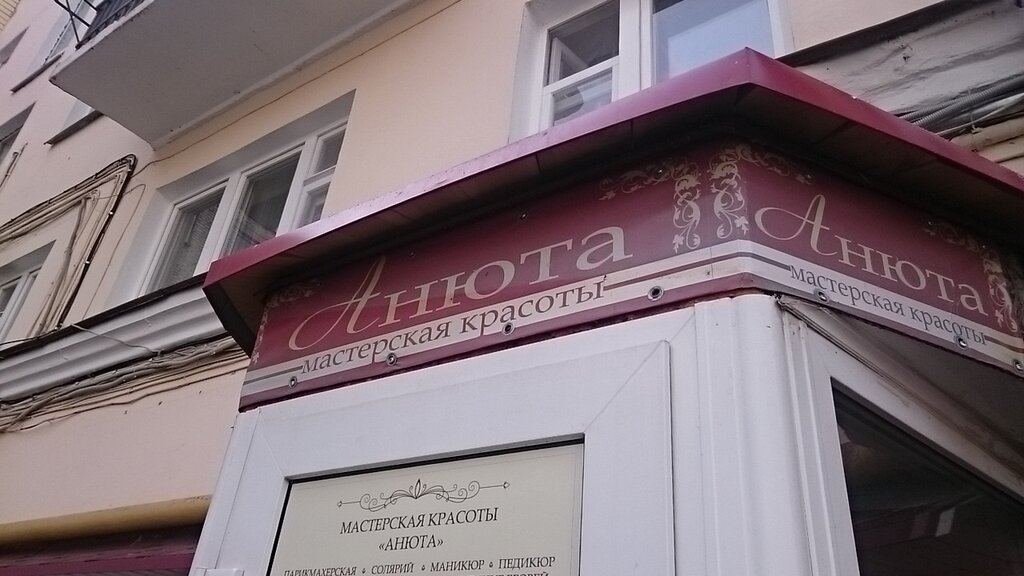 Анюта
мастерская красоты
Анюта
мастерская красоты
МАСТЕРСКАЯ КРАСОТЫ
«АНЮТА»
ПАРИКМАХЕРСКАЯ • СОЛЯРИЙ • МАНИКЮР • ПЕДИКЮР